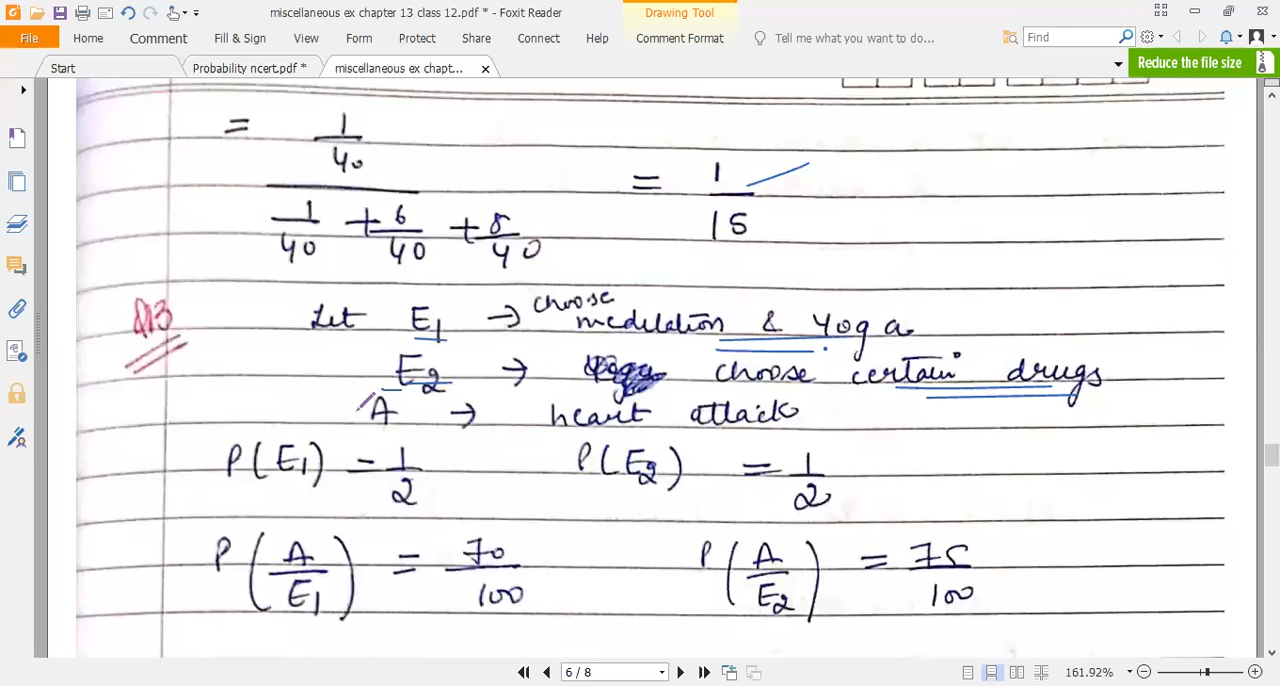 miscellaneous ex chapter 13 class 12.pdf * - Foxit Reader
Drawing Tool
File Home Comment Fill & Sign View Form Protect Share Connect Help Comment Format Tell me what you want to do... Find
Start Probability ncert.pdf * miscellaneous ex chapt... Reduce the file size
= 1/40 / (1/40 + 6/40 + 8/40) = 1/15
Q13 Let E1 → choose medilation & yoga
E2 → choose certain drugs
A → heart attack
P(E1) = 1/2 P(E2) = 1/2
P(A/E1) = 70/100 P(A/E2) = 75/100
6 / 8 161.92%